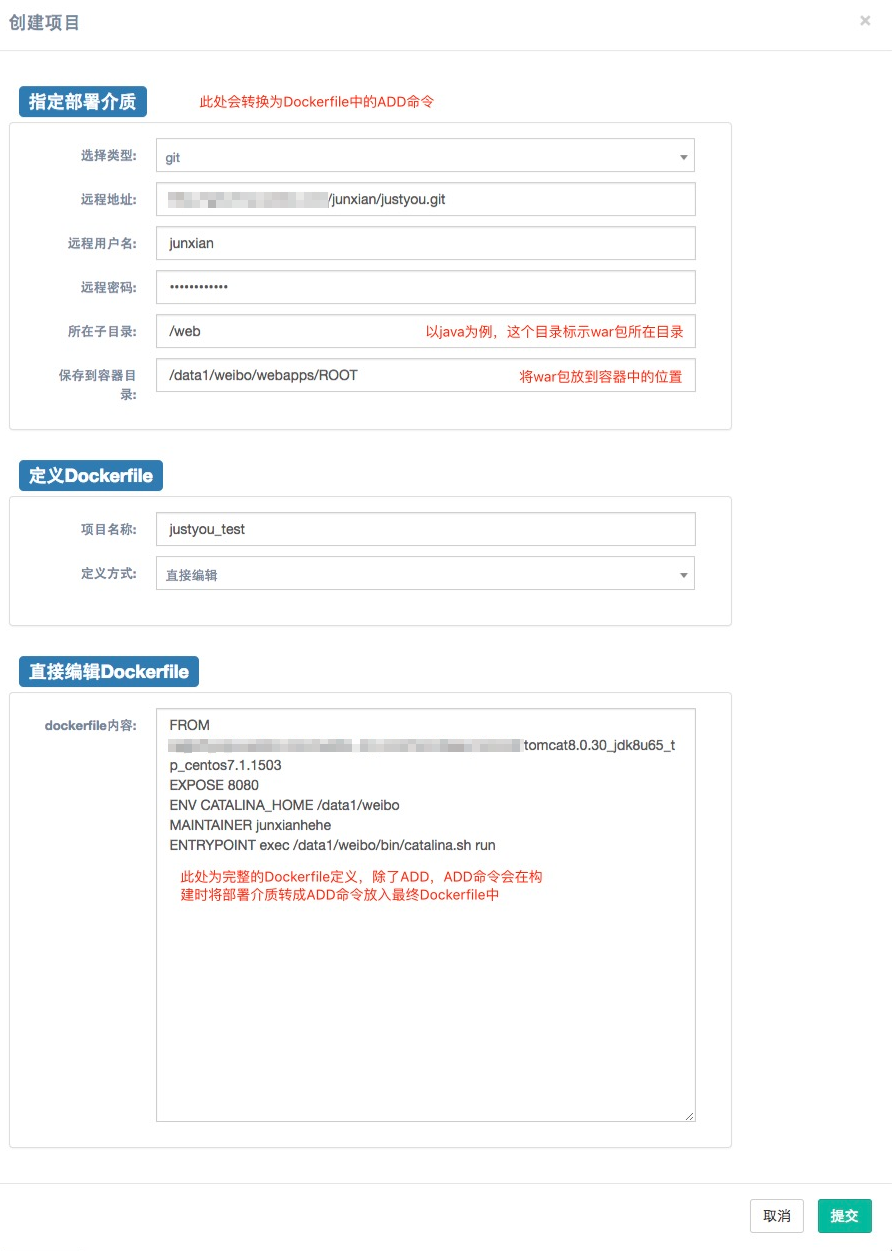 创建项目 ×
指定部署介质 此处会转换为Dockerfile中的ADD命令
选择类型: git
远程地址: /junxian/justyou.git
远程用户名: junxian
远程密码: ••••••••••••
所在子目录: /web 以java为例，这个目录标示war包所在目录
保存到容器目 /data1/weibo/webapps/ROOT 将war包放到容器中的位置
录:
定义Dockerfile
项目名称: justyou_test
定义方式: 直接编辑
直接编辑Dockerfile
dockerfile内容: FROM
tomcat8.0.30_jdk8u65_t
p_centos7.1.1503
EXPOSE 8080
ENV CATALINA_HOME /data1/weibo
MAINTAINER junxianhehe
ENTRYPOINT exec /data1/weibo/bin/catalina.sh run
此处为完整的Dockerfile定义，除了ADD，ADD命令会在构
建时将部署介质转成ADD命令放入最终Dockerfile中
取消 提交